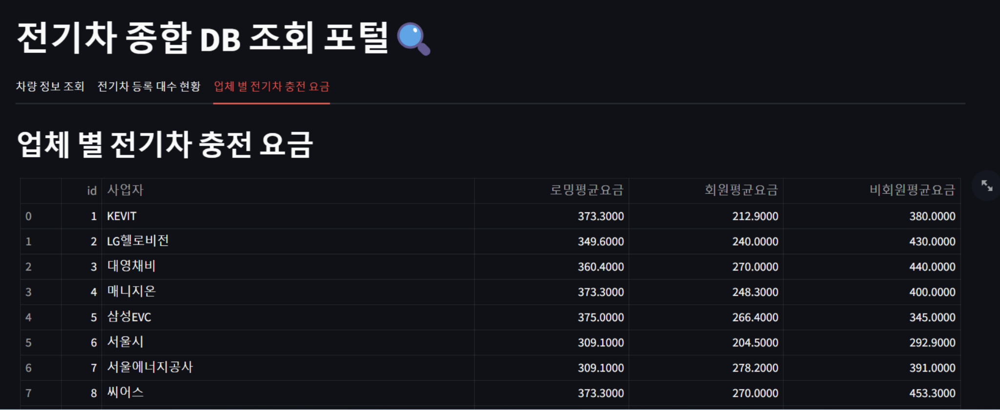 전기차 종합 DB 조회 포털
차량 정보 조회 전기차 등록 대수 현황 업체 별 전기차 충전 요금
업체 별 전기차 충전 요금
id 사업자 로밍평균요금 회원평균요금 비회원평균요금
0 1 KEVIT 373.3000 212.9000 380.0000
1 2 LG헬로비전 349.6000 240.0000 430.0000
2 3 대영채비 360.4000 270.0000 440.0000
3 4 매니지온 373.3000 248.3000 400.0000
4 5 삼성EVC 375.0000 266.4000 345.0000
5 6 서울시 309.1000 204.5000 292.9000
6 7 서울에너지공사 309.1000 278.2000 391.0000
7 8 씨어스 373.3000 270.0000 453.3000